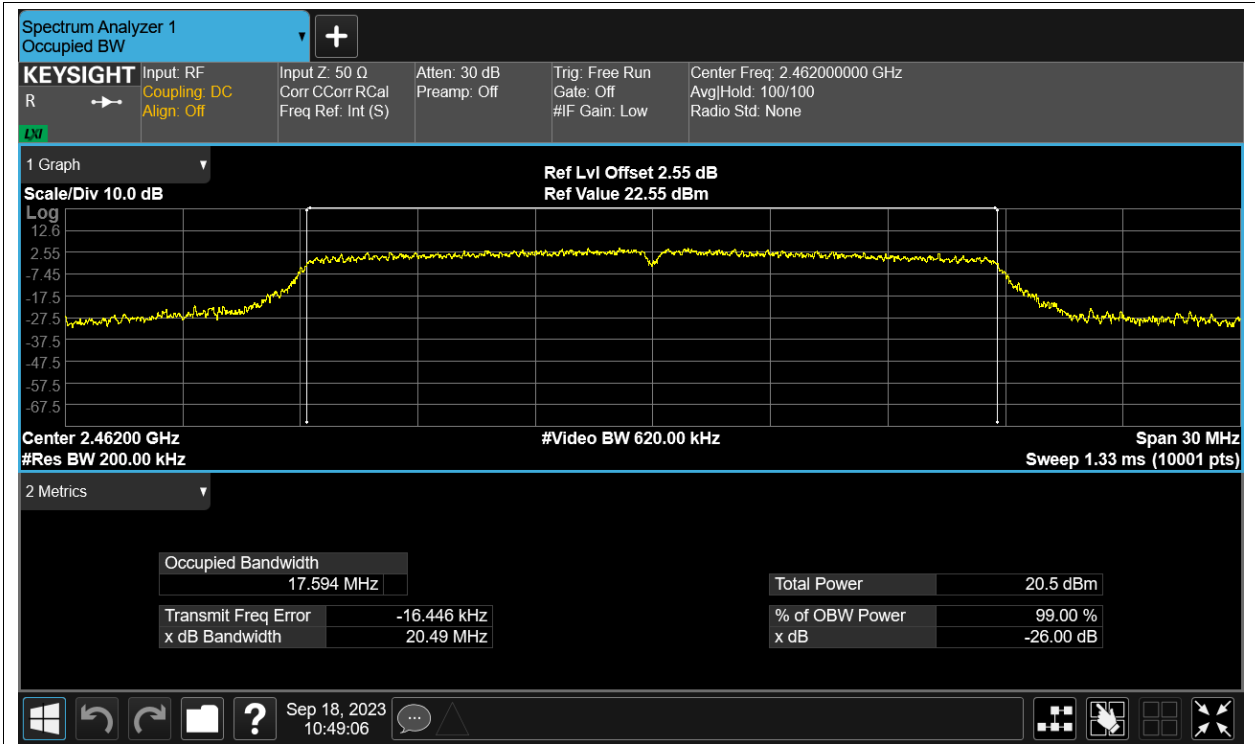 Spectrum Analyzer 1
Occupied BW
KEYSIGHT
R
LXI
Input: RF
Coupling: DC
Align: Off
Input Z: 50 Ω
Corr CCorr RCal
Freq Ref: Int (S)
Atten: 30 dB
Preamp: Off
Trig: Free Run
Gate: Off
#IF Gain: Low
Center Freq: 2.462000000 GHz
Avg|Hold: 100/100
Radio Std: None
1 Graph
Scale/Div 10.0 dB
Ref Lvl Offset 2.55 dB
Ref Value 22.55 dBm
Log
12.6
2.55
-7.45
-17.5
-27.5
-37.5
-47.5
-57.5
-67.5
Center 2.46200 GHz
#Video BW 620.00 kHz
Span 30 MHz
#Res BW 200.00 kHz
Sweep 1.33 ms (10001 pts)
2 Metrics
Occupied Bandwidth
17.594 MHz
Transmit Freq Error -16.446 kHz
x dB Bandwidth 20.49 MHz
Total Power 20.5 dBm
% of OBW Power 99.00 %
x dB -26.00 dB
?
Sep 18, 2023
10:49:06